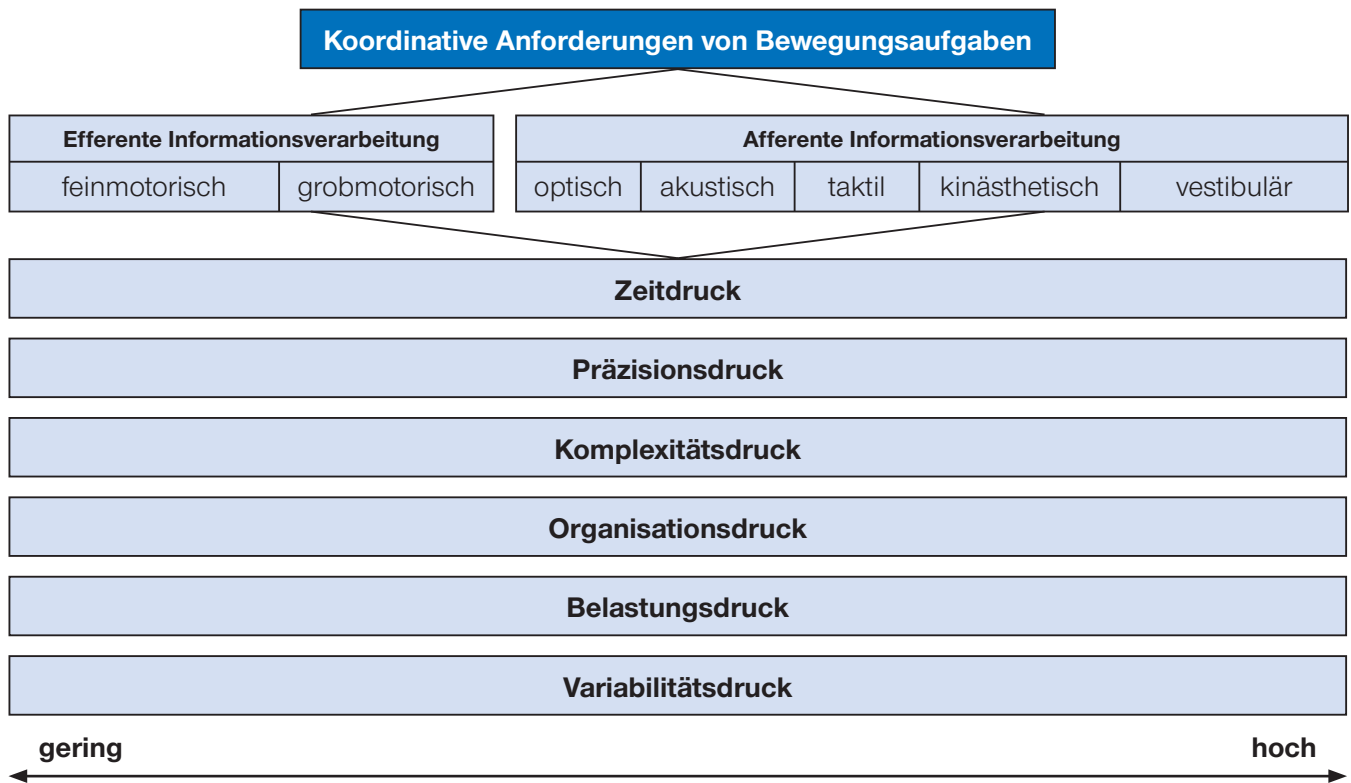 Koordinative Anforderungen von Bewegungsaufgaben
Efferente Informationsverarbeitung
feinmotorisch grobmotorisch
Afferente Informationsverarbeitung
optisch akustisch taktil kinästhetisch vestibulär
Zeitdruck
Präzisionsdruck
Komplexitätsdruck
Organisationsdruck
Belastungsdruck
Variabilitätsdruck
gering hoch